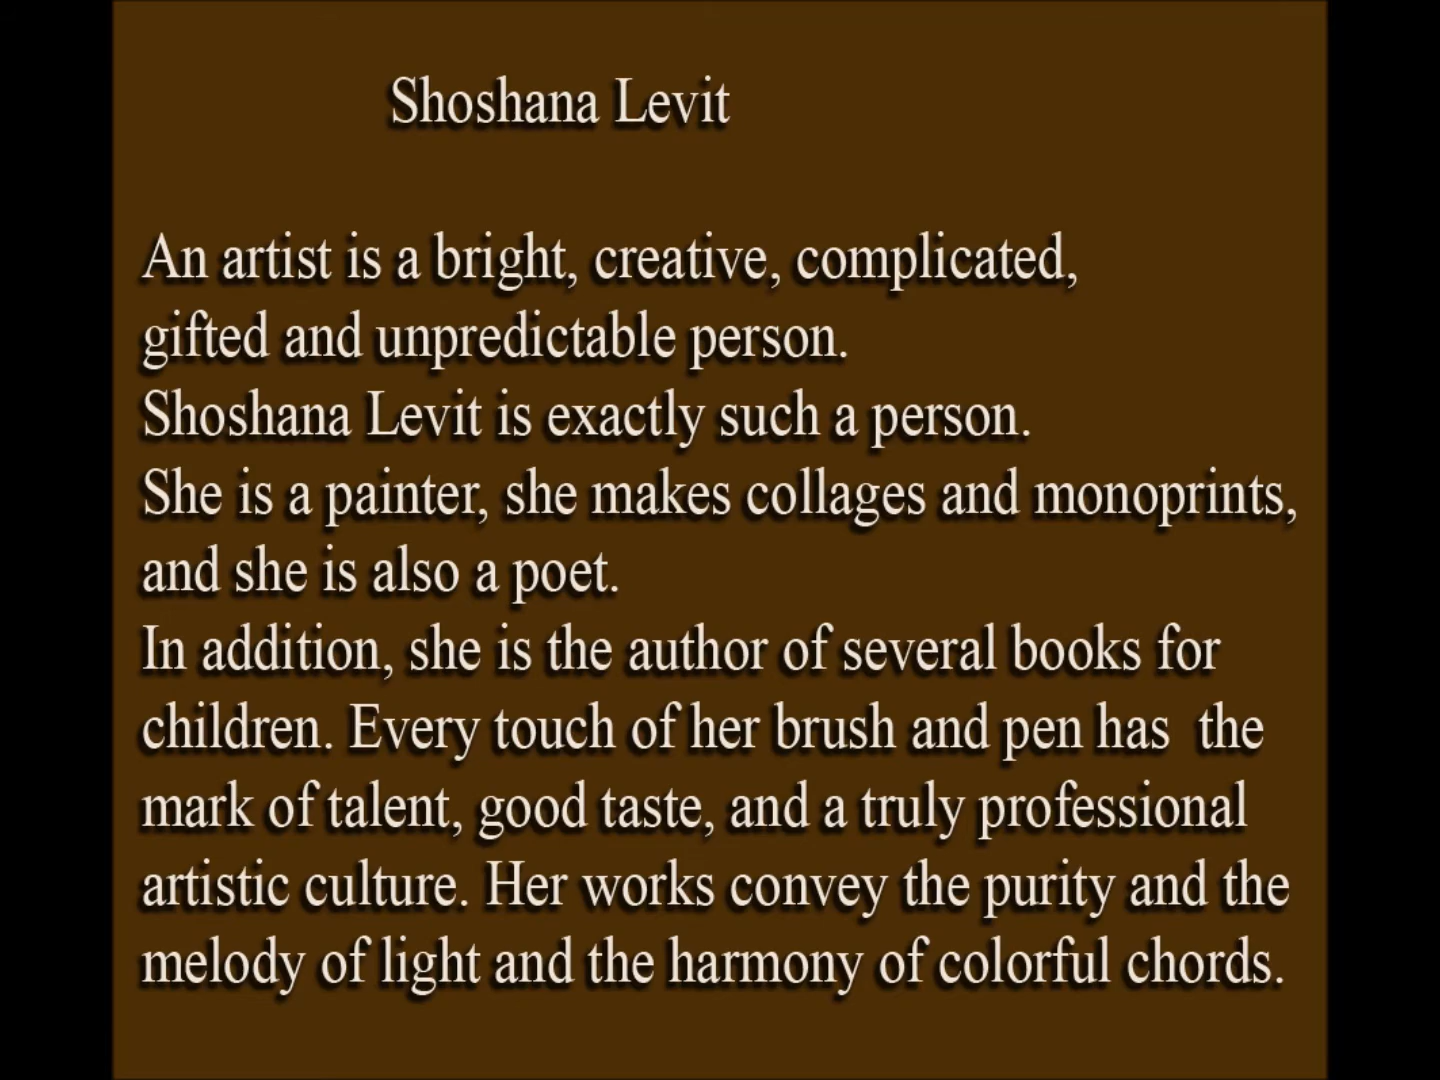 Shoshana Levit
An artist is a bright, creative, complicated,
gifted and unpredictable person.
Shoshana Levit is exactly such a person.
She is a painter, she makes collages and monoprints,
and she is also a poet.
In addition, she is the author of several books for
children. Every touch of her brush and pen has  the
mark of talent, good taste, and a truly professional
artistic culture. Her works convey the purity and the
melody of light and the harmony of colorful chords.